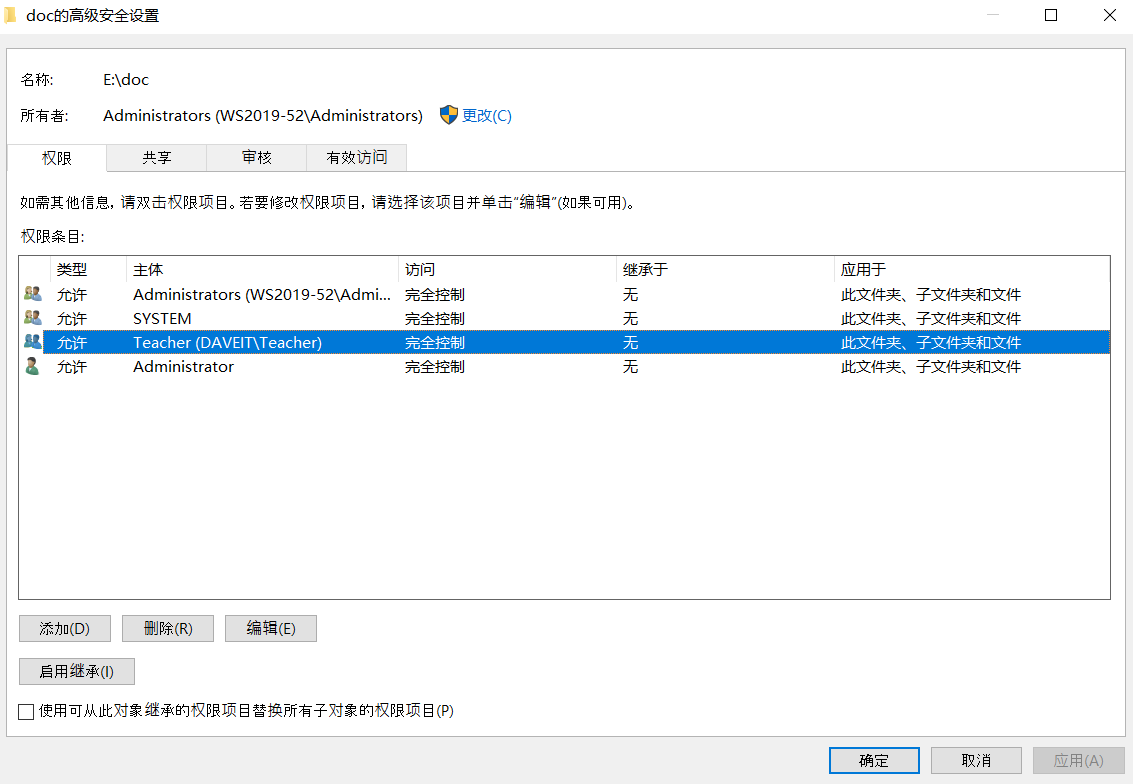 doc的高级安全设置
名称: E:\doc
所有者: Administrators (WS2019-52\Administrators) 更改(C)
权限 共享 审核 有效访问
如需其他信息，请双击权限项目。若要修改权限项目，请选择该项目并单击“编辑”(如果可用)。
权限条目:
类型 主体 访问 继承于 应用于
允许 Administrators (WS2019-52\Admi... 完全控制 无 此文件夹、子文件夹和文件
允许 SYSTEM 完全控制 无 此文件夹、子文件夹和文件
允许 Teacher (DAVEIT\Teacher) 完全控制 无 此文件夹、子文件夹和文件
允许 Administrator 完全控制 无 此文件夹、子文件夹和文件
添加(D) 删除(R) 编辑(E)
启用继承(I)
使用可从此对象继承的权限项目替换所有子对象的权限项目(P)
确定 取消 应用(A)